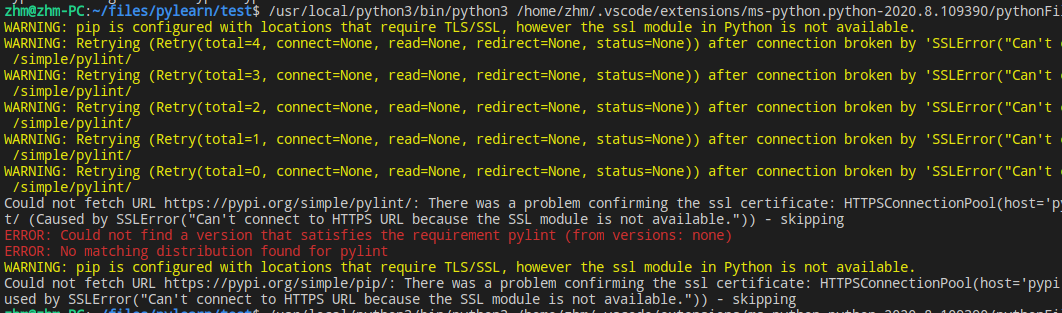 zhm@zhm-PC:~/files/pylearn/test$ /usr/local/python3/bin/python3 /home/zhm/.vscode/extensions/ms-python.python-2020.8.109390/pythonFi
WARNING: pip is configured with locations that require TLS/SSL, however the ssl module in Python is not available.
WARNING: Retrying (Retry(total=4, connect=None, read=None, redirect=None, status=None)) after connection broken by 'SSLError("Can't
/simple/pylint/
WARNING: Retrying (Retry(total=3, connect=None, read=None, redirect=None, status=None)) after connection broken by 'SSLError("Can't
/simple/pylint/
WARNING: Retrying (Retry(total=2, connect=None, read=None, redirect=None, status=None)) after connection broken by 'SSLError("Can't
/simple/pylint/
WARNING: Retrying (Retry(total=1, connect=None, read=None, redirect=None, status=None)) after connection broken by 'SSLError("Can't
/simple/pylint/
WARNING: Retrying (Retry(total=0, connect=None, read=None, redirect=None, status=None)) after connection broken by 'SSLError("Can't
/simple/pylint/
Could not fetch URL https://pypi.org/simple/pylint/: There was a problem confirming the ssl certificate: HTTPSConnectionPool(host='py
t/ (Caused by SSLError("Can't connect to HTTPS URL because the SSL module is not available.")) - skipping
ERROR: Could not find a version that satisfies the requirement pylint (from versions: none)
ERROR: No matching distribution found for pylint
WARNING: pip is configured with locations that require TLS/SSL, however the ssl module in Python is not available.
Could not fetch URL https://pypi.org/simple/pip/: There was a problem confirming the ssl certificate: HTTPSConnectionPool(host='pypi
used by SSLError("Can't connect to HTTPS URL because the SSL module is not available.")) - skipping